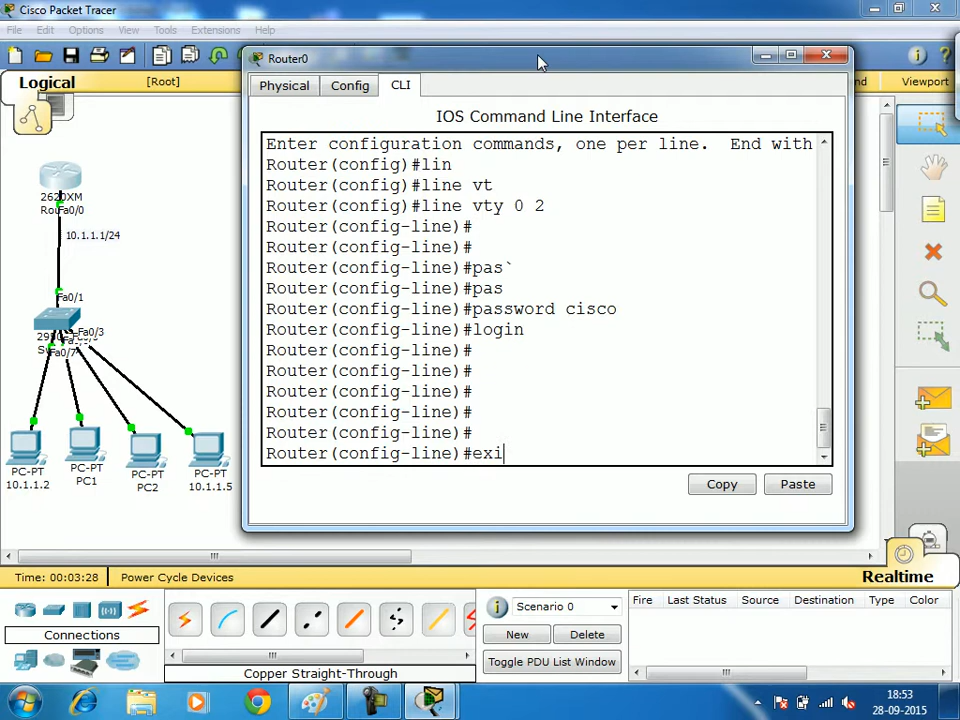 Cisco Packet Tracer
File Edit Options View Tools Extensions Help
Logical
[Root]
Viewport
Router0
Physical Config CLI
IOS Command Line Interface
Enter configuration commands, one per line. End with
Router(config)#lin
Router(config)#line vt
Router(config)#line vty 0 2
Router(config-line)#
Router(config-line)#
Router(config-line)#pas`
Router(config-line)#pas
Router(config-line)#password cisco
Router(config-line)#login
Router(config-line)#
Router(config-line)#
Router(config-line)#
Router(config-line)#
Router(config-line)#
Router(config-line)#exi
Copy Paste
2620XM
Fa0/0
10.1.1.1/24
Fa0/1
Fa0/3
Fa0/7
PC-PT
10.1.1.2
PC-PT
PC1
PC-PT
PC2
PC-PT
10.1.1.5
Time: 00:03:28 Power Cycle Devices
Realtime
Connections
Copper Straight-Through
Scenario 0
New Delete
Toggle PDU List Window
Fire Last Status Source Destination Type Color
18:53
28-09-2015